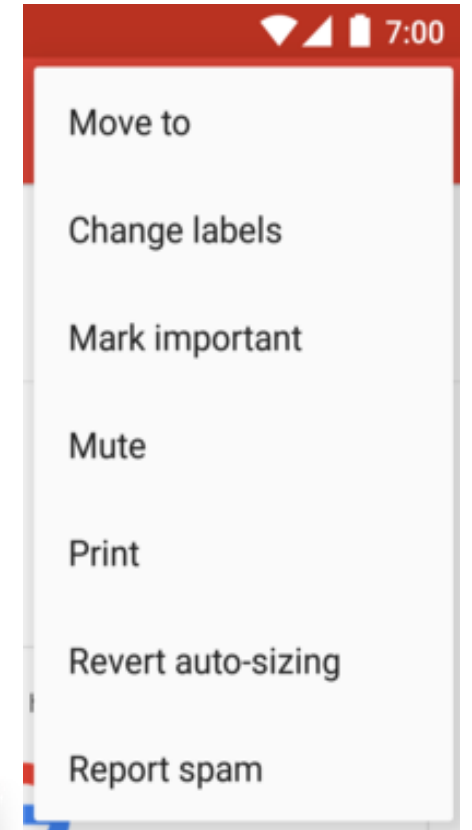 7:00
Move to
Change labels
Mark important
Mute
Print
Revert auto-sizing
Report spam